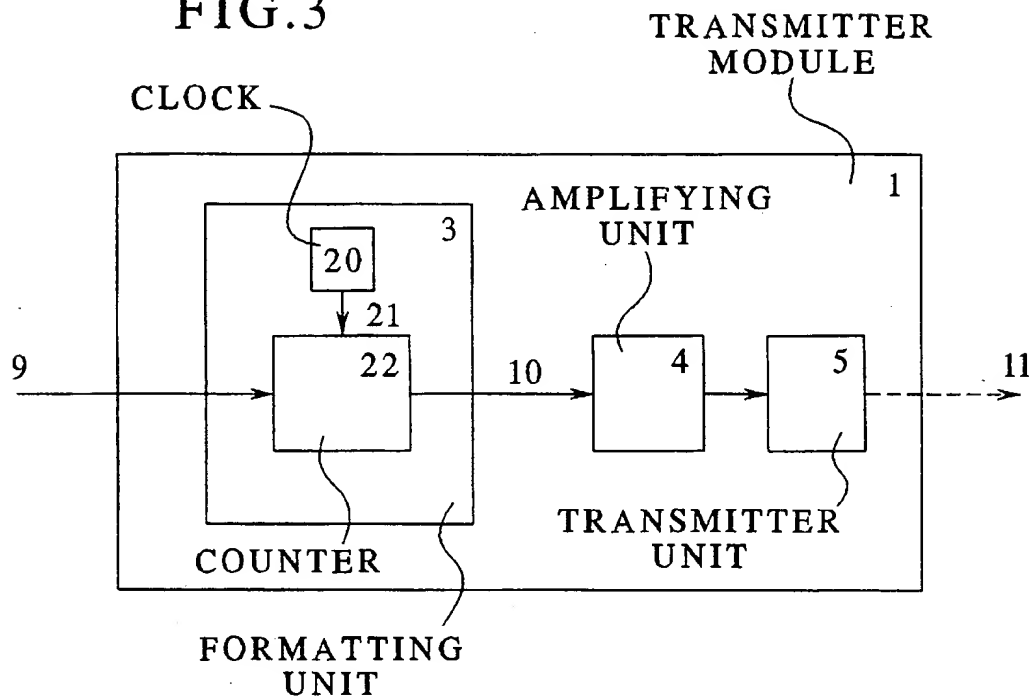 FIG.3
TRANSMITTER
MODULE
CLOCK
1
AMPLIFYING
UNIT
3
20
21
9
22
10
4
5
11
TRANSMITTER
UNIT
COUNTER
FORMATTING
UNIT